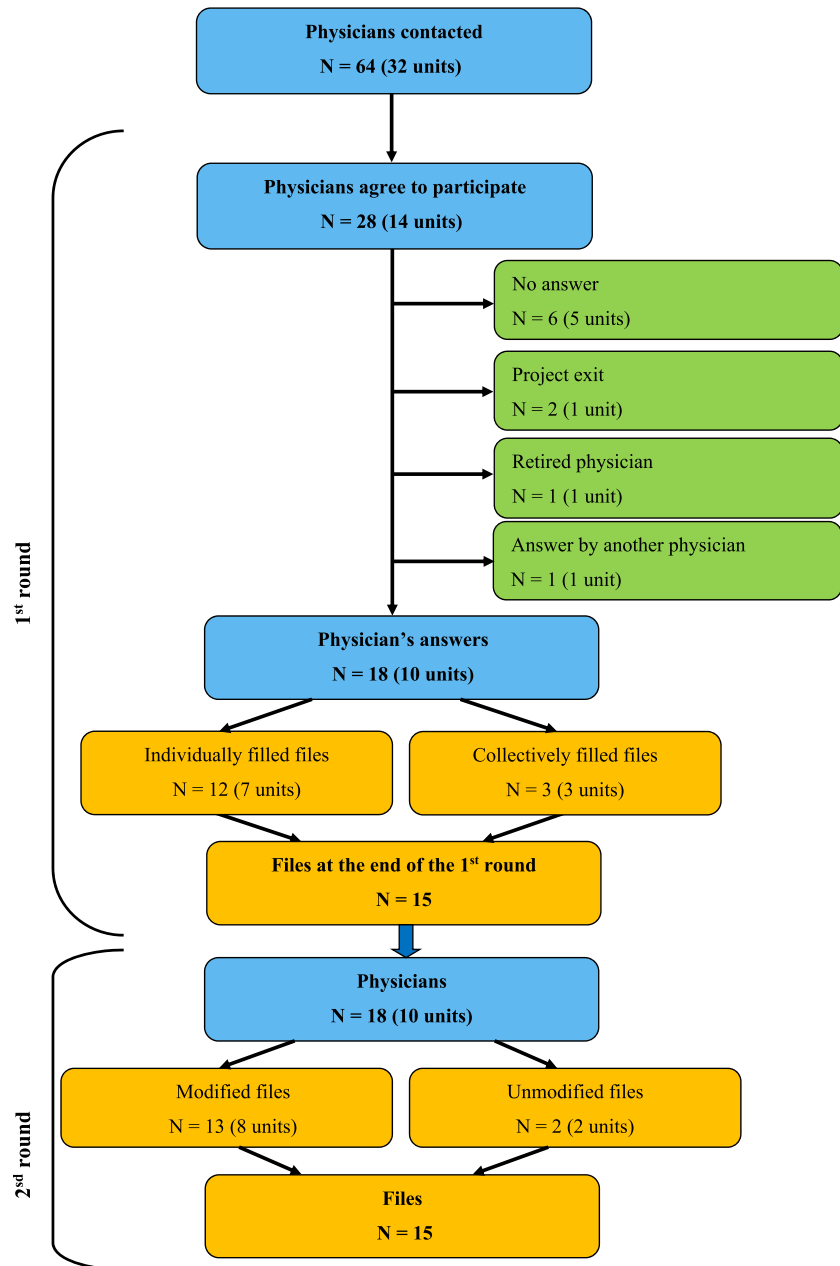 Physicians contacted
N = 64 (32 units)
1st round
Physicians agree to participate
N = 28 (14 units)
No answer
N = 6 (5 units)
Project exit
N = 2 (1 unit)
Retired physician
N = 1 (1 unit)
Answer by another physician
N = 1 (1 unit)
Physician's answers
N = 18 (10 units)
Individually filled files
N = 12 (7 units)
Collectively filled files
N = 3 (3 units)
Files at the end of the 1st round
N = 15
2sd round
Physicians
N = 18 (10 units)
Modified files
N = 13 (8 units)
Unmodified files
N = 2 (2 units)
Files
N = 15